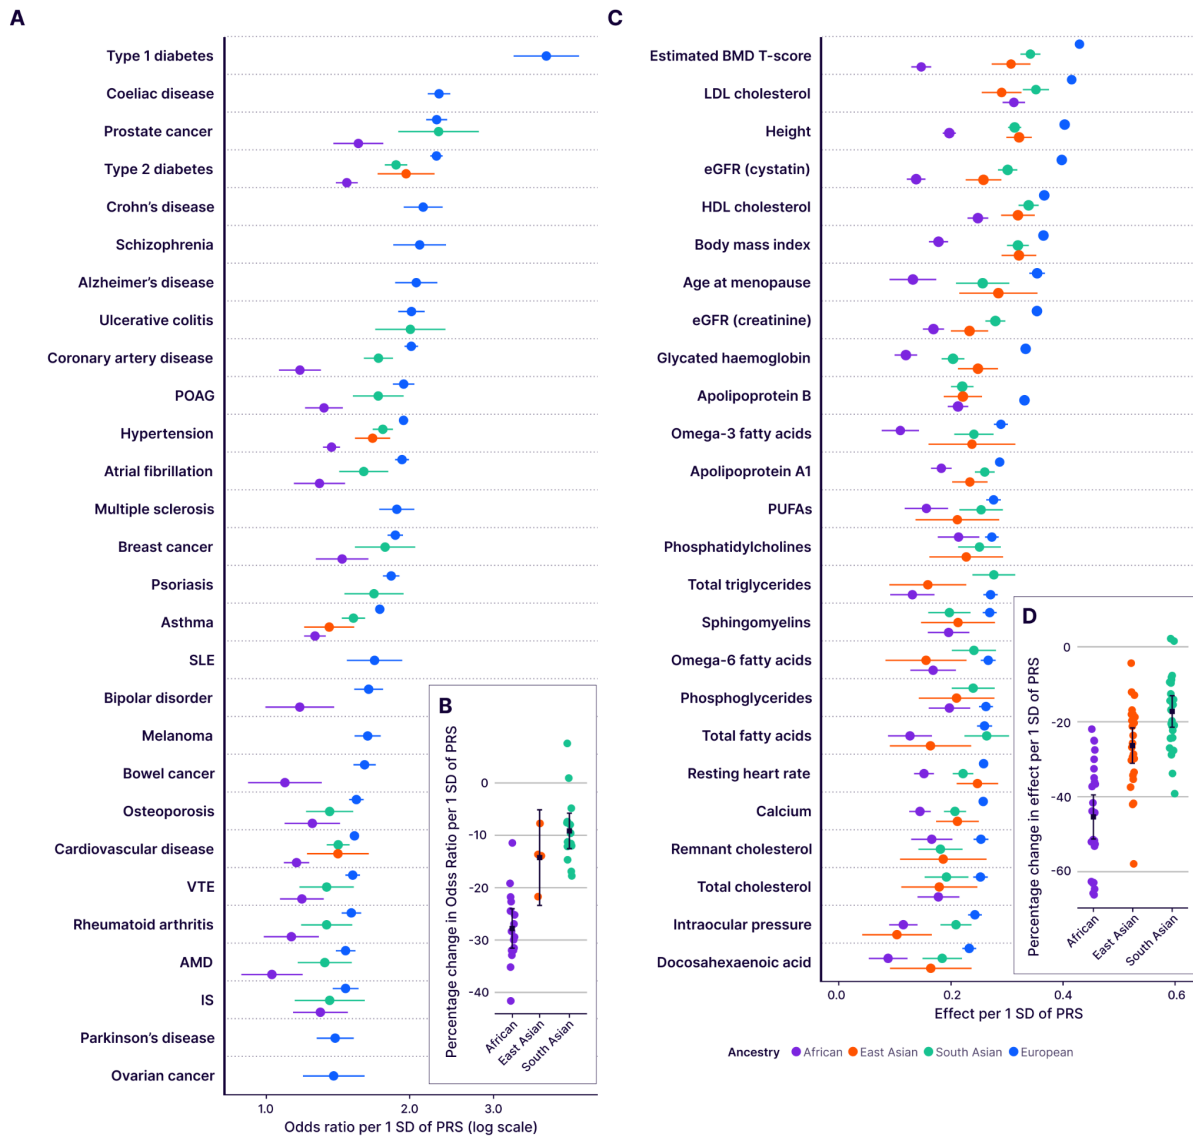 A
Type 1 diabetes
Coeliac disease
Prostate cancer
Type 2 diabetes
Crohn's disease
Schizophrenia
Alzheimer's disease
Ulcerative colitis
Coronary artery disease
POAG
Hypertension
Atrial fibrillation
Multiple sclerosis
Breast cancer
Psoriasis
Asthma
SLE
Bipolar disorder
Melanoma
Bowel cancer
Osteoporosis
Cardiovascular disease
VTE
Rheumatoid arthritis
AMD
IS
Parkinson's disease
Ovarian cancer
1.0 2.0 3.0
Odds ratio per 1 SD of PRS (log scale)
B
Percentage change in Odss Ratio per 1 SD of PRS
0
-10
-20
-30
-40
African
East Asian
South Asian
C
Estimated BMD T-score
LDL cholesterol
Height
eGFR (cystatin)
HDL cholesterol
Body mass index
Age at menopause
eGFR (creatinine)
Glycated haemoglobin
Apolipoprotein B
Omega-3 fatty acids
Apolipoprotein A1
PUFAs
Phosphatidylcholines
Total triglycerides
Sphingomyelins
Omega-6 fatty acids
Phosphoglycerides
Total fatty acids
Resting heart rate
Calcium
Remnant cholesterol
Total cholesterol
Intraocular pressure
Docosahexaenoic acid
0.0 0.2 0.4 0.6
Effect per 1 SD of PRS
D
Percentage change in effect per 1 SD of PRS
0
-20
-40
-60
African
East Asian
South Asian
Ancestry African East Asian South Asian European